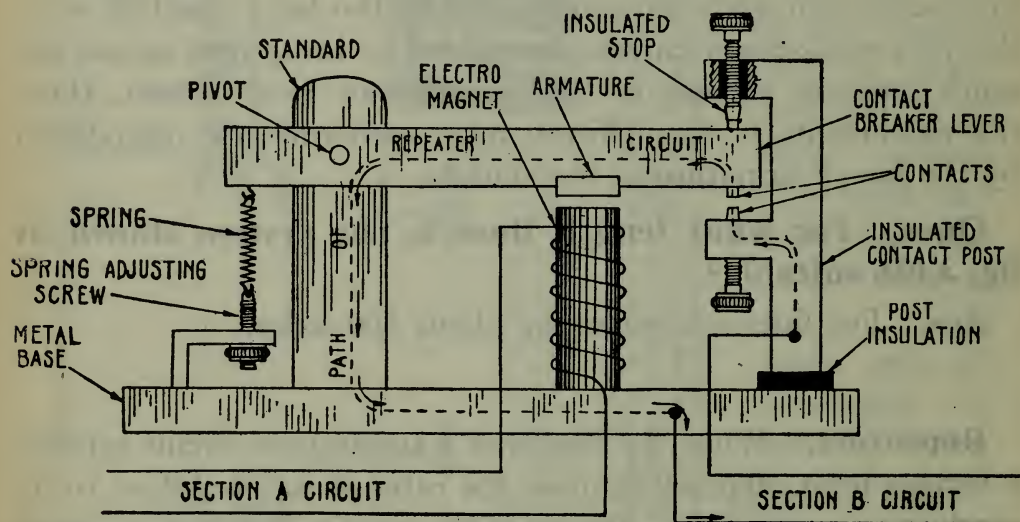 INSULATED
STOP
STANDARD
ELECTRO
MAGNET
ARMATURE
PIVOT
CONTACT
BREAKER LEVER
REPEATER
CIRCUIT
CONTACTS
SPRING
INSULATED
CONTACT POST
SPRING ADJUSTING
SCREW
OF
POST
INSULATION
METAL
BASE
PATH
SECTION A CIRCUIT
SECTION B CIRCUIT